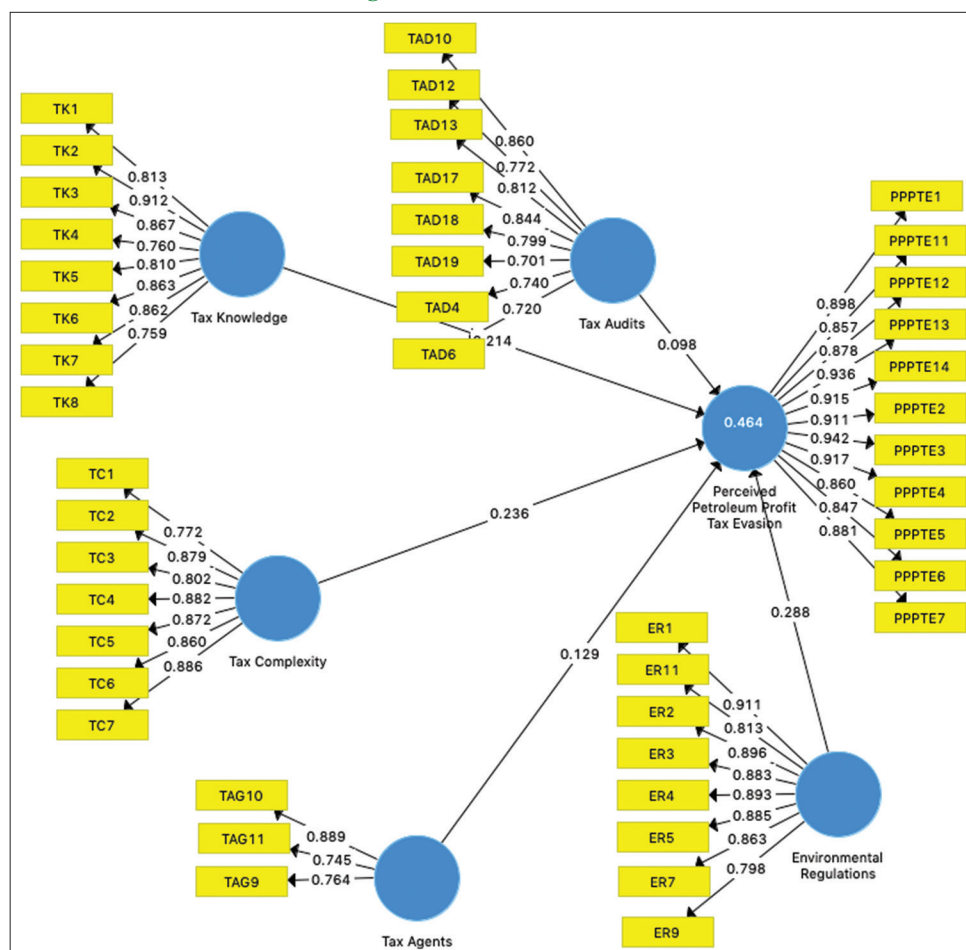 TK1
TK2
TK3
TK4
TK5
TK6
TK7
TK8
0.813
0.912
0.867
0.760
0.810
0.863
0.862
0.759
Tax Knowledge
TAD10
TAD12
TAD13
TAD17
TAD18
TAD19
TAD4
TAD6
0.860
0.772
0.812
0.844
0.799
0.701
0.740
0.720
Tax Audits
0.214
0.098
0.464
Perceived
Petroleum Profit
Tax Evasion
PPPTE1
PPPTE11
PPPTE12
PPPTE13
PPPTE14
PPPTE2
PPPTE3
PPPTE4
PPPTE5
PPPTE6
PPPTE7
0.898
0.857
0.878
0.936
0.915
0.911
0.942
0.917
0.860
0.847
0.881
TC1
TC2
TC3
TC4
TC5
TC6
TC7
0.772
0.879
0.802
0.882
0.872
0.860
0.886
Tax Complexity
0.236
0.129
0.288
TAG10
TAG11
TAG9
0.889
0.745
0.764
Tax Agents
ER1
ER11
ER2
ER3
ER4
ER5
ER7
ER9
0.911
0.813
0.896
0.883
0.893
0.885
0.863
0.798
Environmental
Regulations